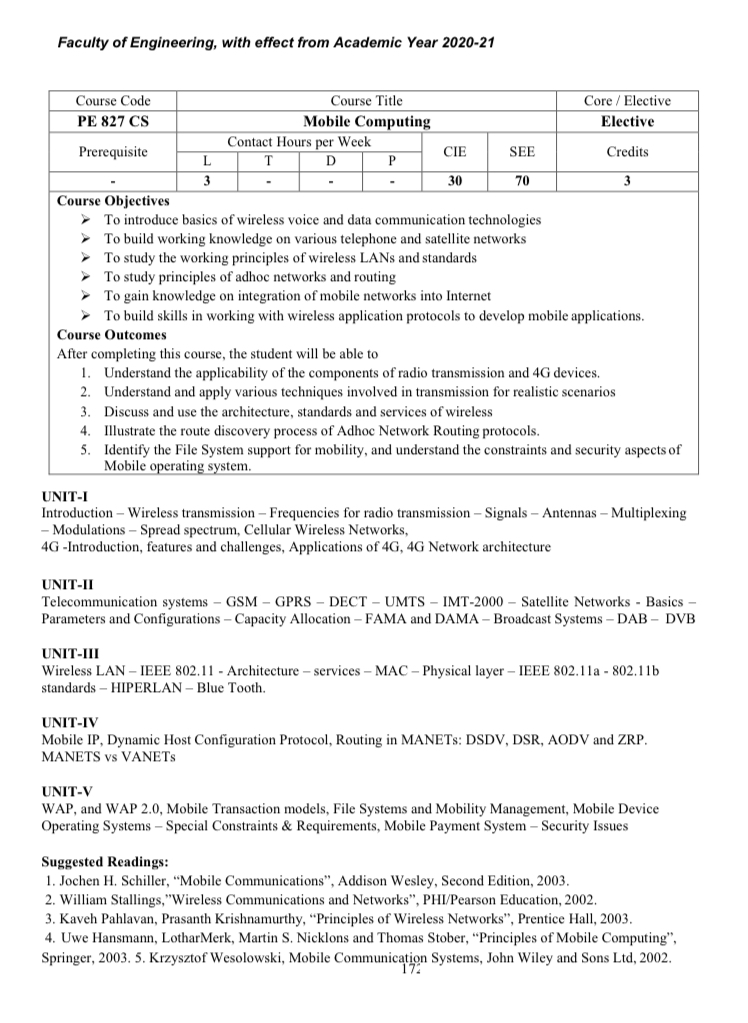 Faculty of Engineering, with effect from Academic Year 2020-21
Course Code Course Title Core / Elective
PE 827 CS Mobile Computing Elective
Prerequisite Contact Hours per Week CIE SEE Credits
L T D P
- 3 - - - 30 70 3
Course Objectives
➢ To introduce basics of wireless voice and data communication technologies
➢ To build working knowledge on various telephone and satellite networks
➢ To study the working principles of wireless LANs and standards
➢ To study principles of adhoc networks and routing
➢ To gain knowledge on integration of mobile networks into Internet
➢ To build skills in working with wireless application protocols to develop mobile applications.
Course Outcomes
After completing this course, the student will be able to
1. Understand the applicability of the components of radio transmission and 4G devices.
2. Understand and apply various techniques involved in transmission for realistic scenarios
3. Discuss and use the architecture, standards and services of wireless
4. Illustrate the route discovery process of Adhoc Network Routing protocols.
5. Identify the File System support for mobility, and understand the constraints and security aspects of
Mobile operating system.
UNIT-I
Introduction – Wireless transmission – Frequencies for radio transmission – Signals – Antennas – Multiplexing
– Modulations – Spread spectrum, Cellular Wireless Networks,
4G -Introduction, features and challenges, Applications of 4G, 4G Network architecture
UNIT-II
Telecommunication systems – GSM – GPRS – DECT – UMTS – IMT-2000 – Satellite Networks - Basics –
Parameters and Configurations – Capacity Allocation – FAMA and DAMA – Broadcast Systems – DAB – DVB
UNIT-III
Wireless LAN – IEEE 802.11 - Architecture – services – MAC – Physical layer – IEEE 802.11a - 802.11b
standards – HIPERLAN – Blue Tooth.
UNIT-IV
Mobile IP, Dynamic Host Configuration Protocol, Routing in MANETs: DSDV, DSR, AODV and ZRP.
MANETS vs VANETs
UNIT-V
WAP, and WAP 2.0, Mobile Transaction models, File Systems and Mobility Management, Mobile Device
Operating Systems – Special Constraints & Requirements, Mobile Payment System – Security Issues
Suggested Readings:
1. Jochen H. Schiller, “Mobile Communications”, Addison Wesley, Second Edition, 2003.
2. William Stallings,”Wireless Communications and Networks”, PHI/Pearson Education, 2002.
3. Kaveh Pahlavan, Prasanth Krishnamurthy, “Principles of Wireless Networks”, Prentice Hall, 2003.
4. Uwe Hansmann, LotharMerk, Martin S. Nicklons and Thomas Stober, “Principles of Mobile Computing”,
Springer, 2003. 5. Krzysztof Wesolowski, Mobile Communication Systems, John Wiley and Sons Ltd, 2002.